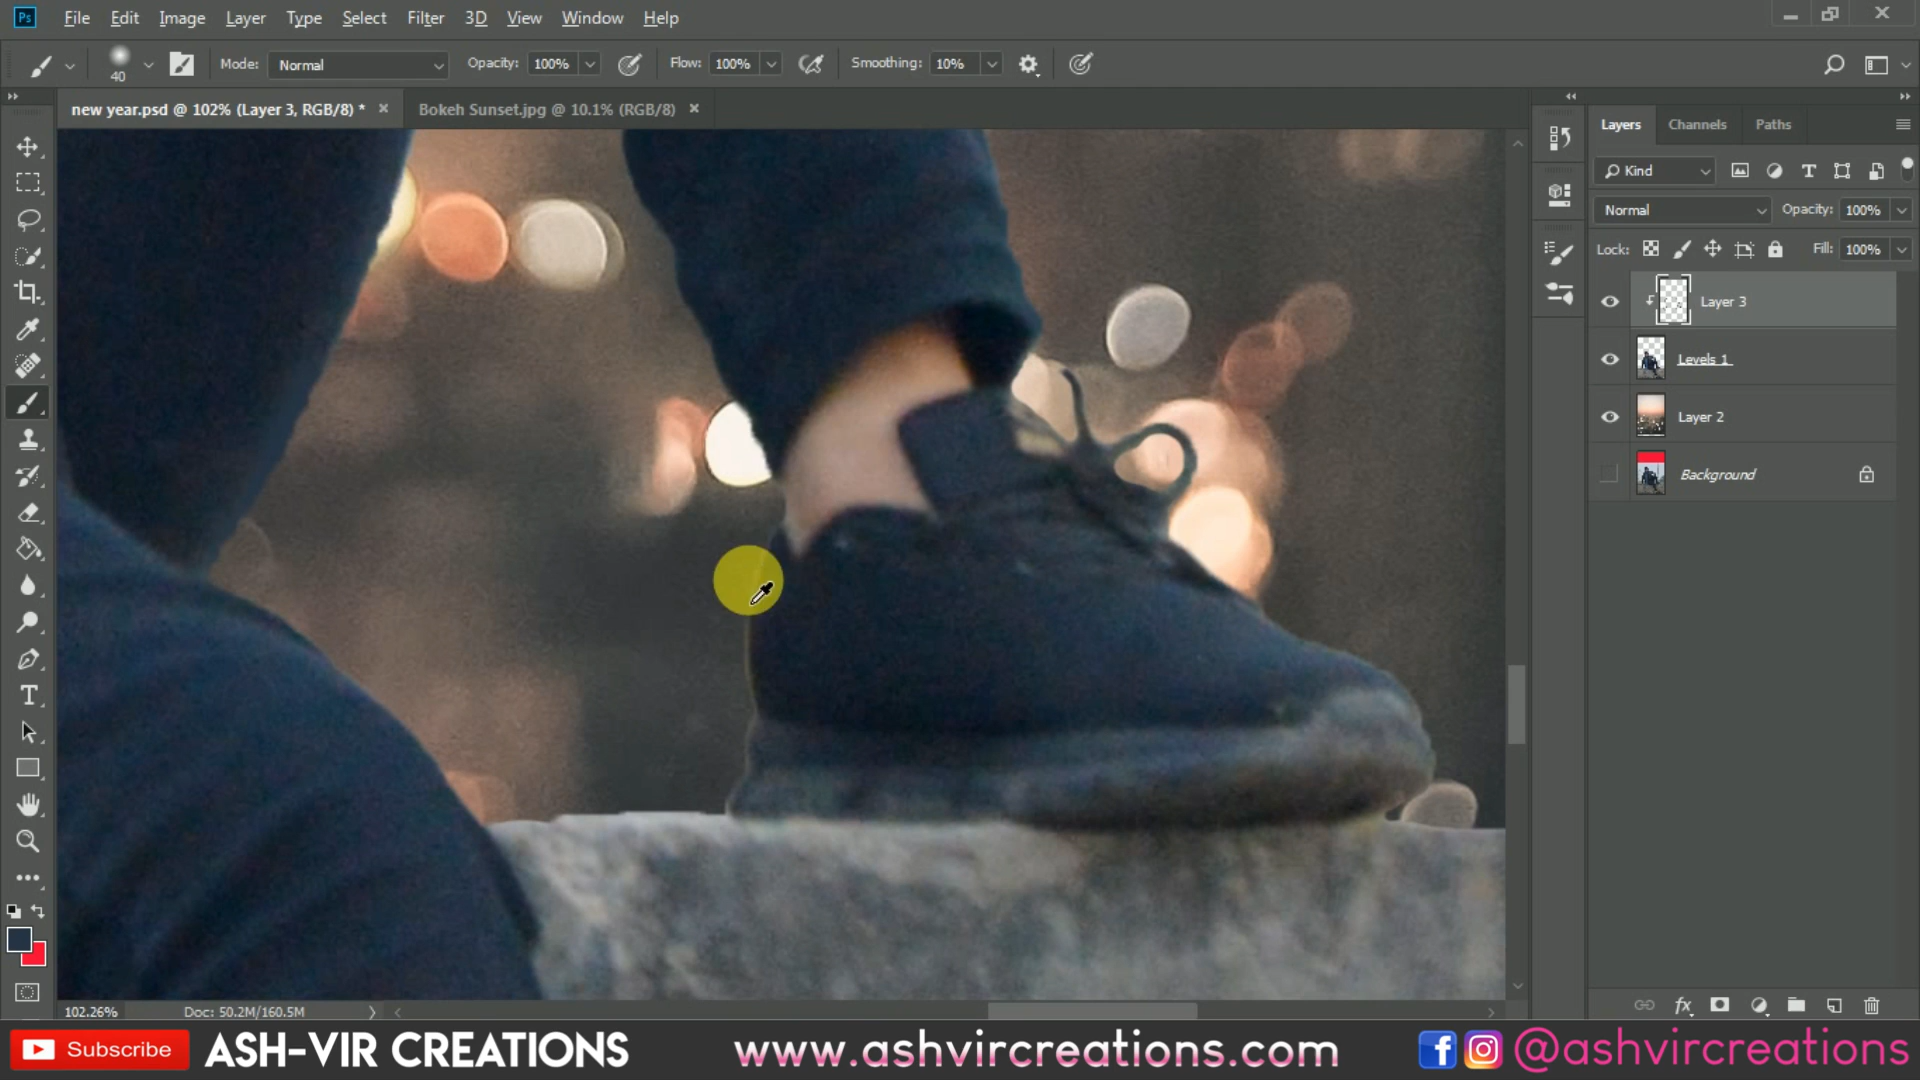 Ps File Edit Image Layer Type Select Filter 3D View Window Help
40 Mode: Normal Opacity: 100% Flow: 100% Smoothing: 10%
new year.psd @ 102% (Layer 3, RGB/8) * × Bokeh Sunset.jpg @ 10.1% (RGB/8) ×
Layers Channels Paths
Kind
Normal Opacity: 100%
Lock: Fill: 100%
Layer 3
Levels 1
Layer 2
Background
102.26% Doc: 50.2M/160.5M
Subscribe ASH-VIR CREATIONS www.ashvircreations.com @ashvircreations